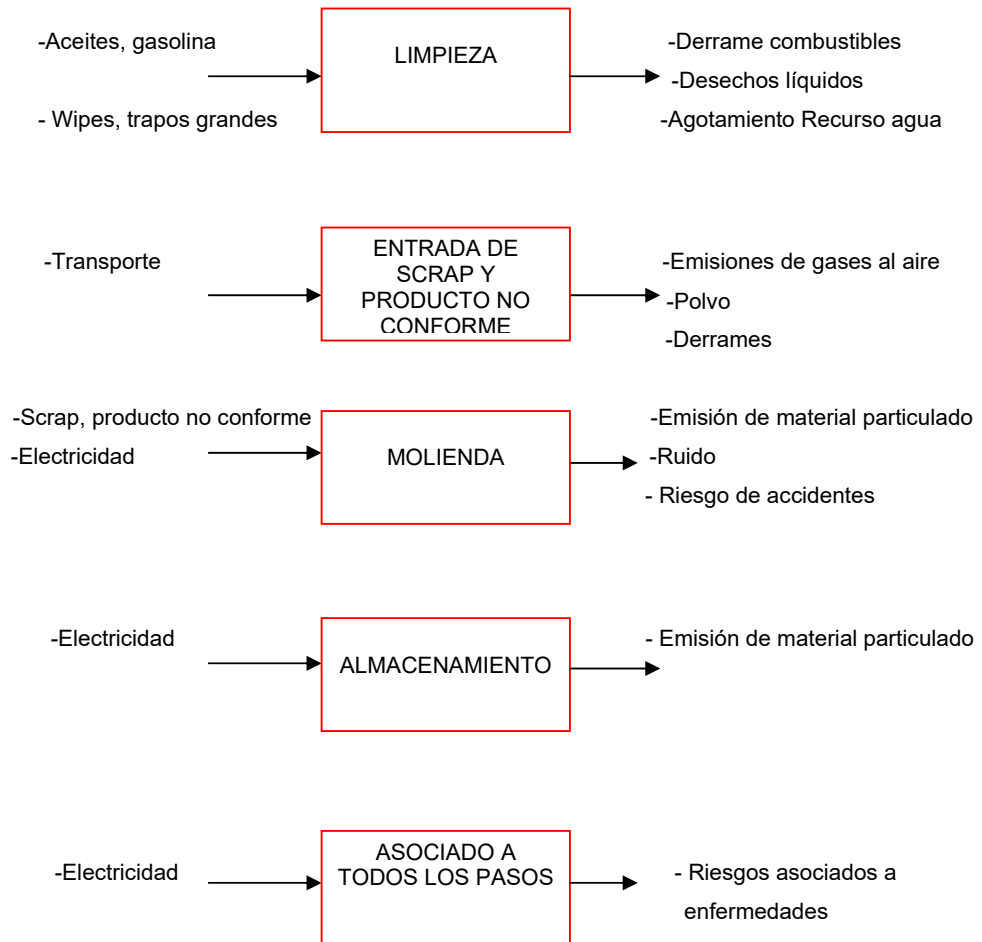 -Aceites, gasolina
- Wipes, trapos grandes
LIMPIEZA
-Derrame combustibles
-Desechos líquidos
-Agotamiento Recurso agua
-Transporte
ENTRADA DE
SCRAP Y
PRODUCTO NO
CONFORME
-Emisiones de gases al aire
-Polvo
-Derrames
-Scrap, producto no conforme
-Electricidad
MOLIENDA
-Emisión de material particulado
-Ruido
- Riesgo de accidentes
-Electricidad
ALMACENAMIENTO
- Emisión de material particulado
-Electricidad
ASOCIADO A
TODOS LOS PASOS
- Riesgos asociados a
enfermedades